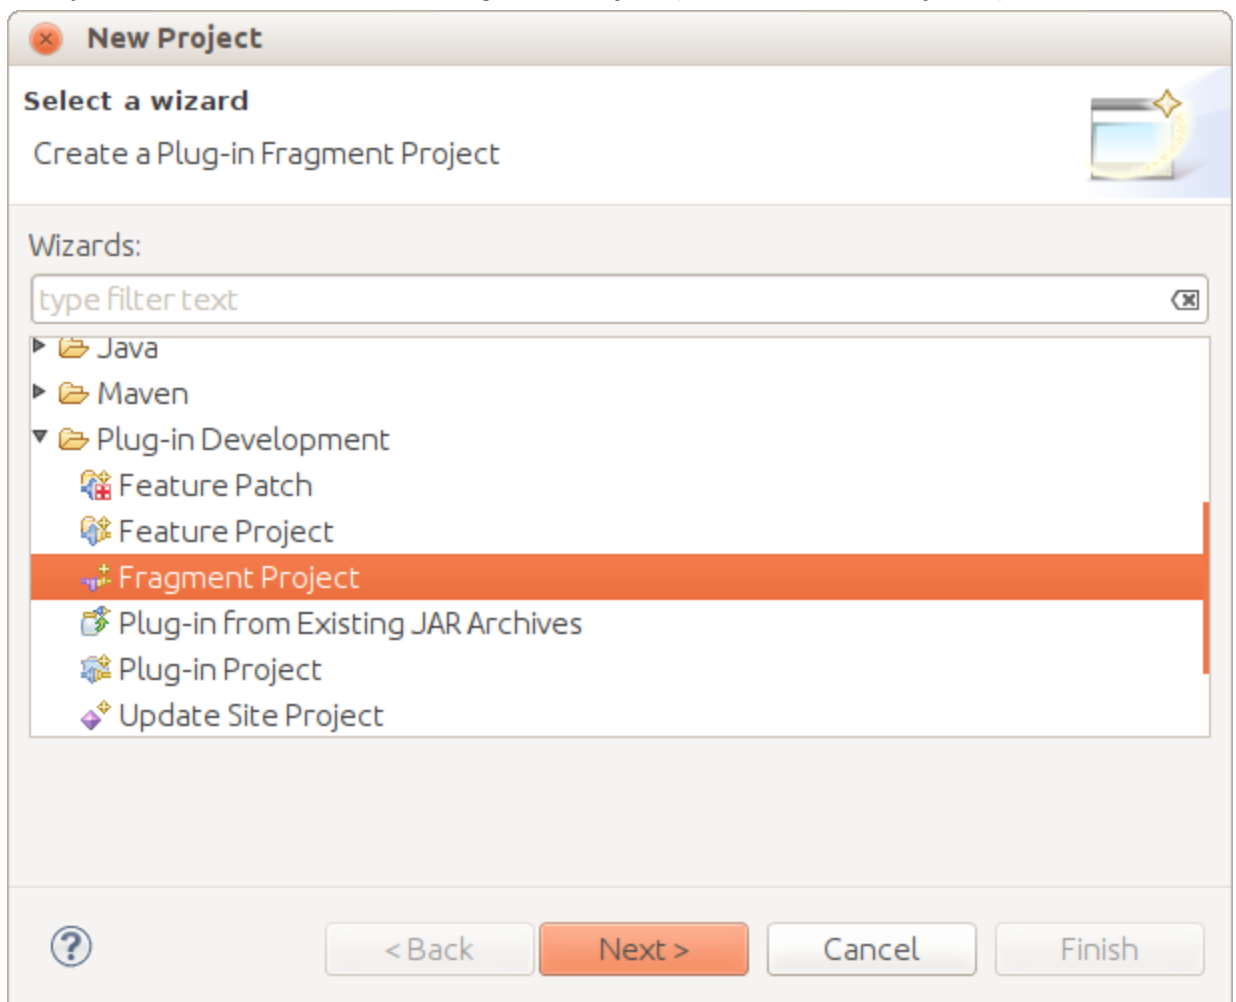 New Project
Select a wizard
Create a Plug-in Fragment Project
Wizards:
type filter text
Java
Maven
Plug-in Development
Feature Patch
Feature Project
Fragment Project
Plug-in from Existing JAR Archives
Plug-in Project
Update Site Project
< Back Next > Cancel Finish